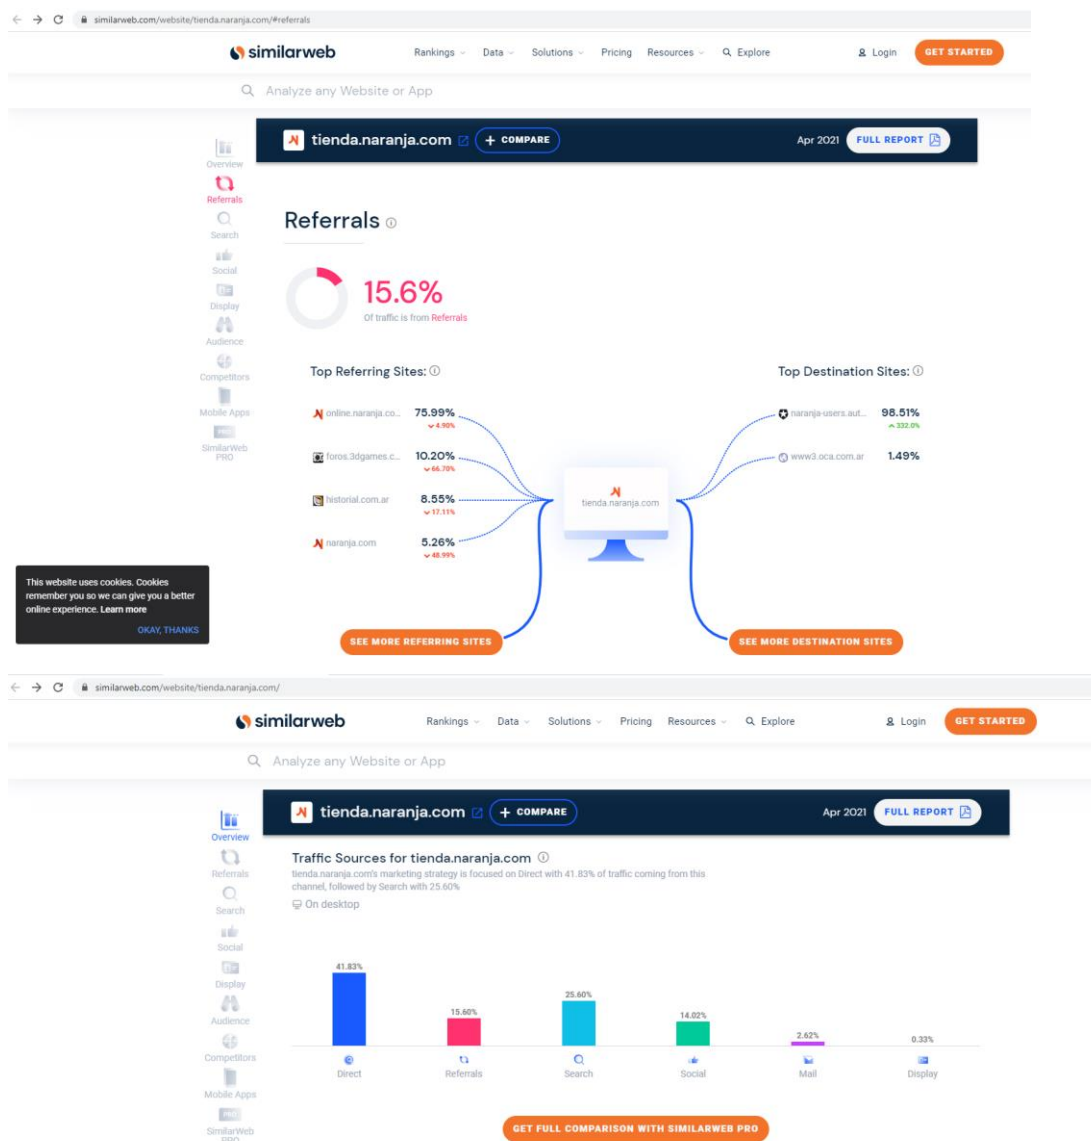 similarweb.com/website/tienda.naranja.com/#referrals
similarweb Rankings Data Solutions Pricing Resources Explore Login GET STARTED
Analyze any Website or App
tienda.naranja.com + COMPARE Apr 2021 FULL REPORT
Overview
Referrals
Search
Social
Display
Audience
Competitors
Mobile Apps
PRO
SimilarWeb
PRO
Referrals
15.6%
Of traffic is from Referrals
Top Referring Sites:
online.naranja.co... 75.99%
4.90%
foros.3dgames.c... 10.20%
66.70%
historial.com.ar 8.55%
17.11%
naranja.com 5.26%
48.99%
tienda.naranja.com
Top Destination Sites:
naranja-users.aut... 98.51%
332.0%
www3.oca.com.ar 1.49%
This website uses cookies. Cookies
remember you so we can give you a better
online experience. Learn more
OKAY, THANKS
SEE MORE REFERRING SITES
SEE MORE DESTINATION SITES
similarweb.com/website/tienda.naranja.com/
similarweb Rankings Data Solutions Pricing Resources Explore Login GET STARTED
Analyze any Website or App
tienda.naranja.com + COMPARE Apr 2021 FULL REPORT
Overview
Referrals
Search
Social
Display
Audience
Competitors
Mobile Apps
PRO
SimilarWeb
PRO
Traffic Sources for tienda.naranja.com
tienda.naranja.com's marketing strategy is focused on Direct with 41.83% of traffic coming from this
channel, followed by Search with 25.60%
On desktop
41.83% 15.60% 25.60% 14.02% 2.62% 0.33%
Direct Referrals Search Social Mail Display
GET FULL COMPARISON WITH SIMILARWEB PRO